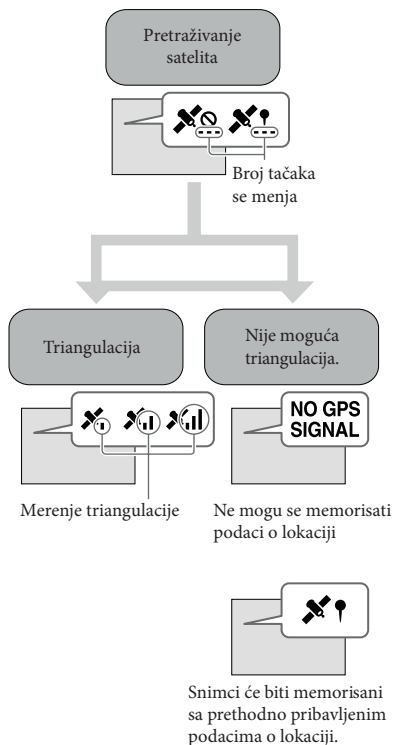 Pretraživanje
satelita
Broj tačaka
se menja
Triangulacija
Nije moguća
triangulacija.
NO GPS
SIGNAL
Merenje triangulacije
Ne mogu se memorisati
podaci o lokaciji
Snimci će biti memorisani
sa prethodno pribavljenim
podacima o lokaciji.